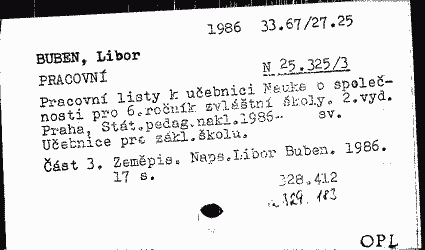 1986 33.67/27.25
BUBEN, Libor
PRACOVNÍ N 25.325/3
Pracovní listy k učebnici Nauka o společ-
nosti pro 6.ročník zvláštní školy. 2.vyd.
Praha, Stát.pedag.nakl.1986- sv.
Učebnice pro zákl.školu.
Část 3. Zeměpis. Naps.Libor Buben. 1986.
17 s.
328.412
329.183
OPL